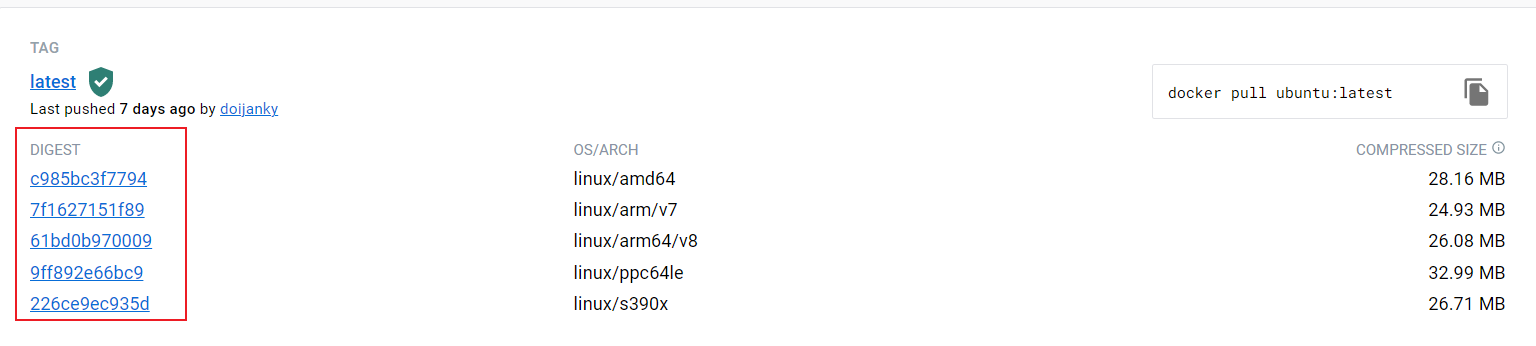 TAG
latest
docker pull ubuntu:latest
Last pushed 7 days ago by doijanky
DIGEST OS/ARCH COMPRESSED SIZE
c985bc3f7794 linux/amd64 28.16 MB
7f1627151f89 linux/arm/v7 24.93 MB
61bd0b970009 linux/arm64/v8 26.08 MB
9ff892e66bc9 linux/ppc64le 32.99 MB
226ce9ec935d linux/s390x 26.71 MB